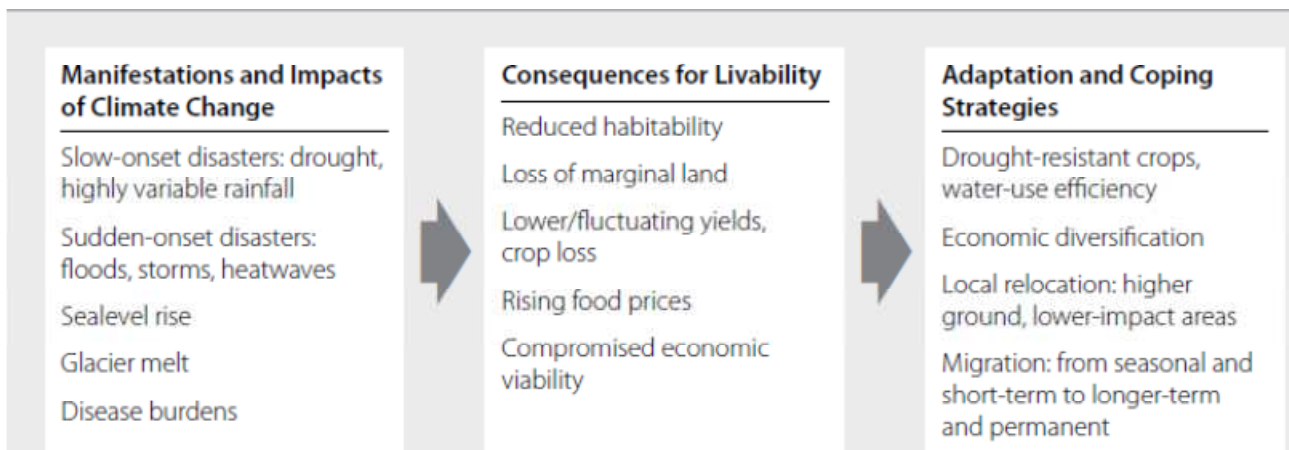 Manifestations and Impacts
of Climate Change
Slow-onset disasters: drought,
highly variable rainfall
Sudden-onset disasters:
floods, storms, heatwaves
Sealevel rise
Glacier melt
Disease burdens
Consequences for Livability
Reduced habitability
Loss of marginal land
Lower/fluctuating yields,
crop loss
Rising food prices
Compromised economic
viability
Adaptation and Coping
Strategies
Drought-resistant crops,
water-use efficiency
Economic diversification
Local relocation: higher
ground, lower-impact areas
Migration: from seasonal and
short-term to longer-term
and permanent